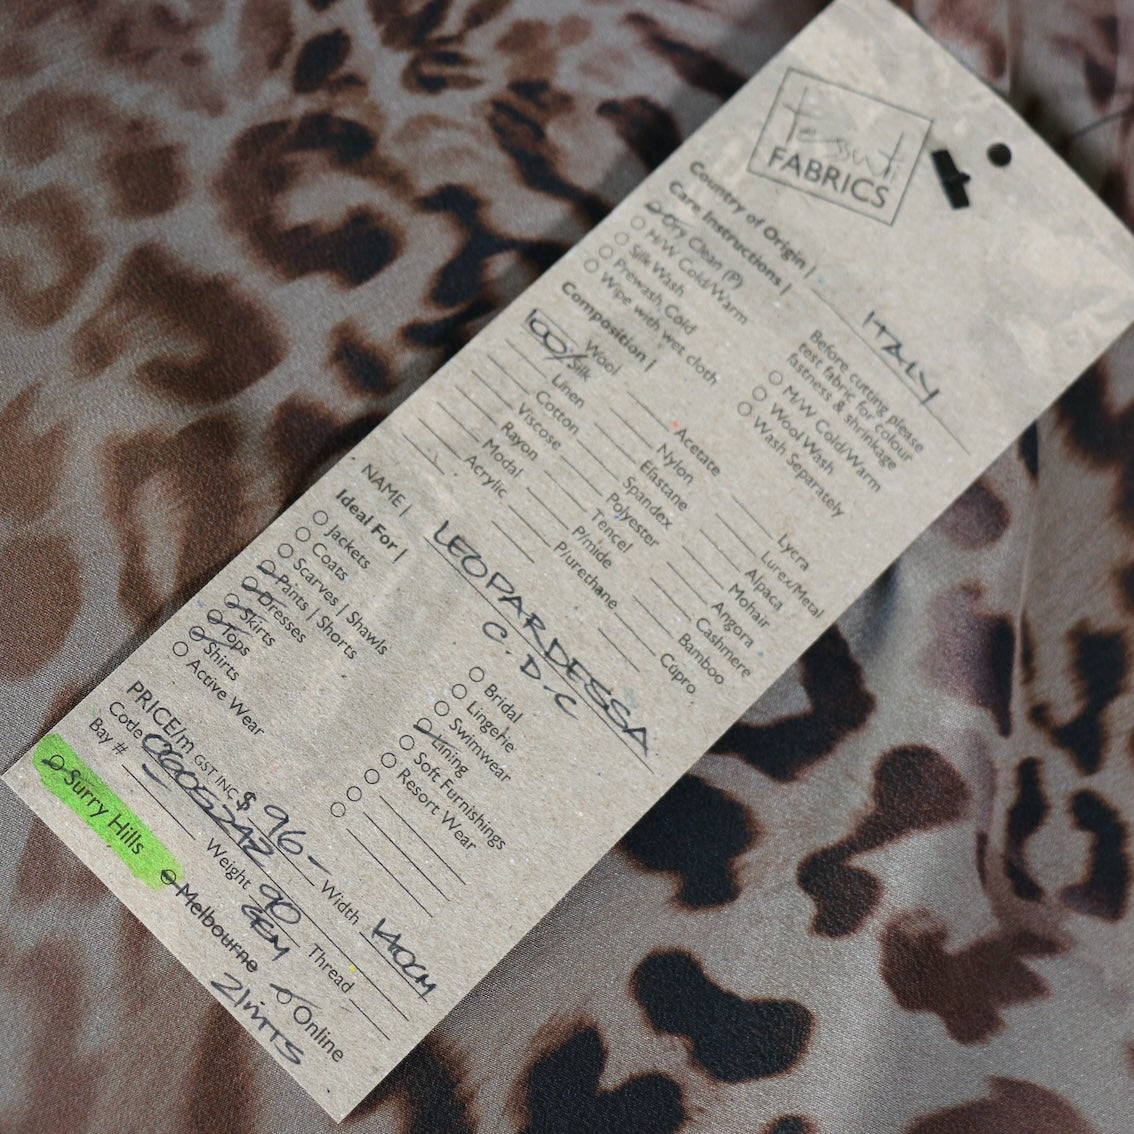 tessuti
FABRICS
Country of Origin | ITALY
Care Instructions |
Dry Clean (P)
M/W Cold/Warm
Silk Wash
Prewash Cold
Wipe with wet cloth
Before cutting please
test fabric for colour
fastness & shrinkage
M/W Cold/Warm
Wool Wash
Wash Separately
Composition |
Wool
100% Silk
Linen
Cotton
Viscose
Rayon
Modal
Acrylic
Acetate
Nylon
Elastane
Spandex
Polyester
Tencel
P/mide
P/urethane
Lycra
Lurex/Metal
Alpaca
Mohair
Angora
Cashmere
Bamboo
Cupro
NAME | LEOPARDESSA
C.D.C
Ideal For |
Jackets
Coats
Scarves | Shawls
Pants | Shorts
Dresses
Skirts
Tops
Shirts
Active Wear
Bridal
Lingerie
Swimwear
Lining
Soft Furnishings
Resort Wear
PRICE/m GST INC $96-
Width 140CM
Code
Weight 90
GSM
Bay #
Thread
Surry Hills
Melbourne
Online
21MTS